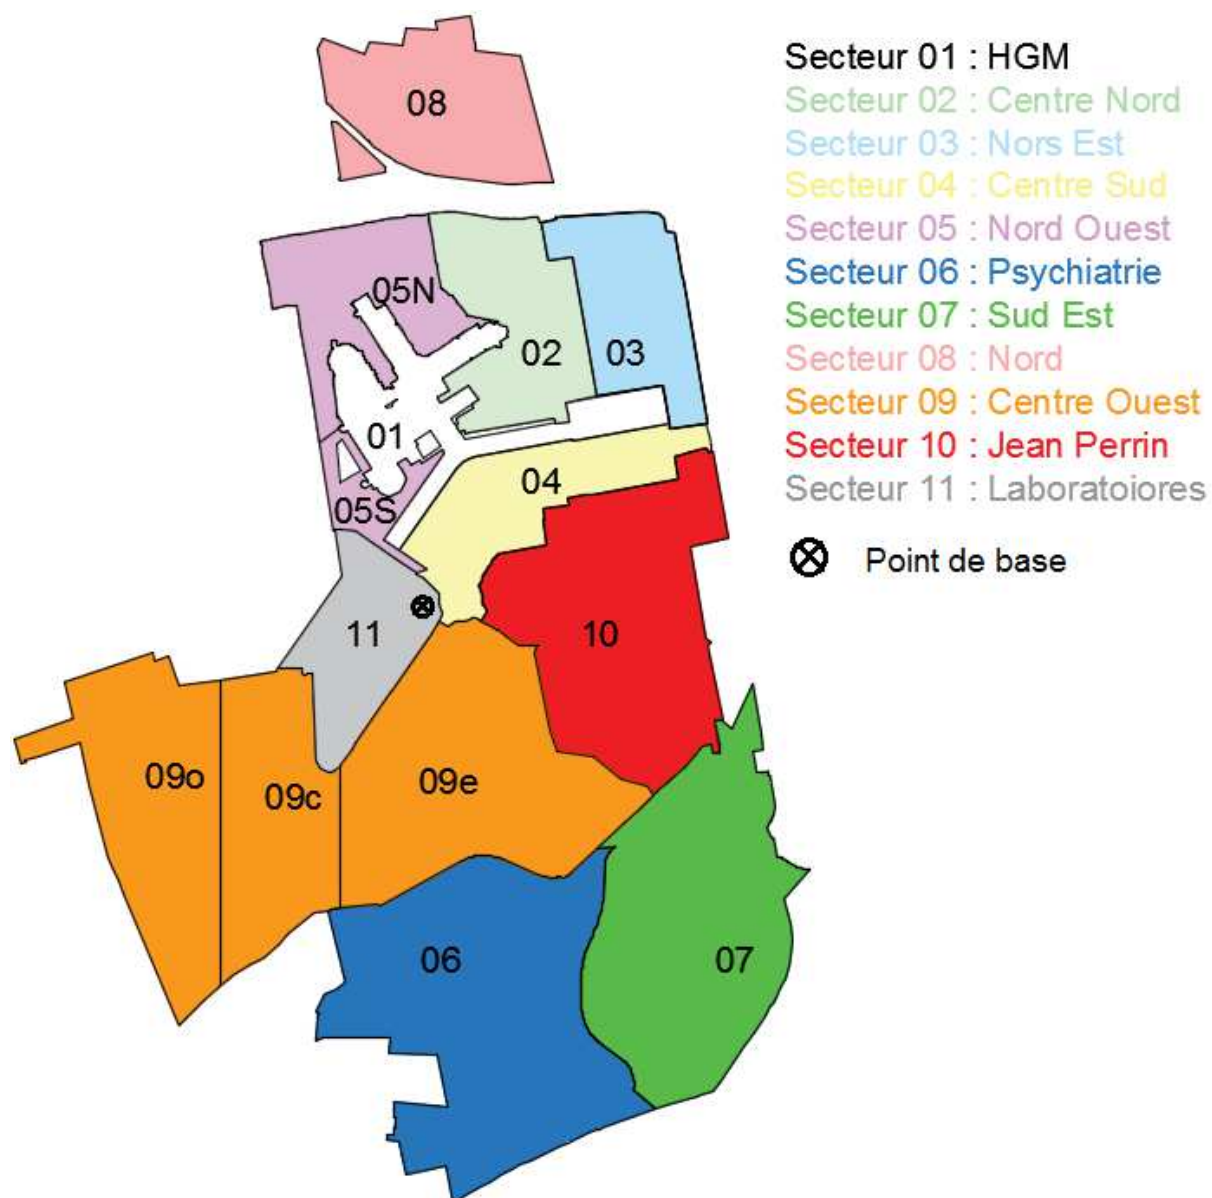 Secteur 01 : HGM
Secteur 02 : Centre Nord
Secteur 03 : Nors Est
Secteur 04 : Centre Sud
Secteur 05 : Nord Ouest
Secteur 06 : Psychiatrie
Secteur 07 : Sud Est
Secteur 08 : Nord
Secteur 09 : Centre Ouest
Secteur 10 : Jean Perrin
Secteur 11 : Laboratoiores
Point de base
08
05N
02
03
01
04
05S
11
10
09o
09c
09e
06
07